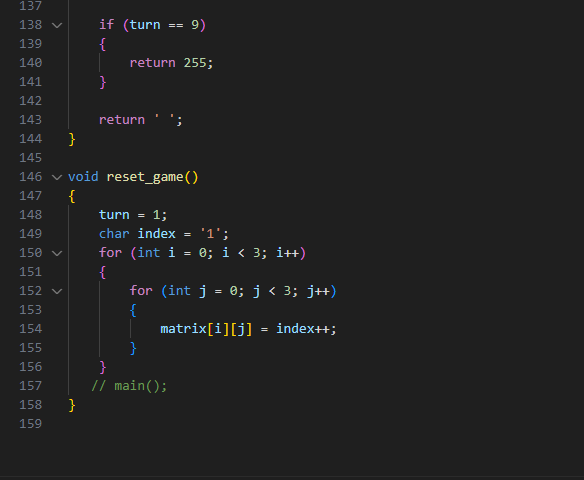 137
138 if (turn == 9)
139 {
140 return 255;
141 }
142
143 return ' ';
144 }
145
146 void reset_game()
147 {
148 turn = 1;
149 char index = '1';
150 for (int i = 0; i < 3; i++)
151 {
152 for (int j = 0; j < 3; j++)
153 {
154 matrix[i][j] = index++;
155 }
156 }
157 // main();
158 }
159